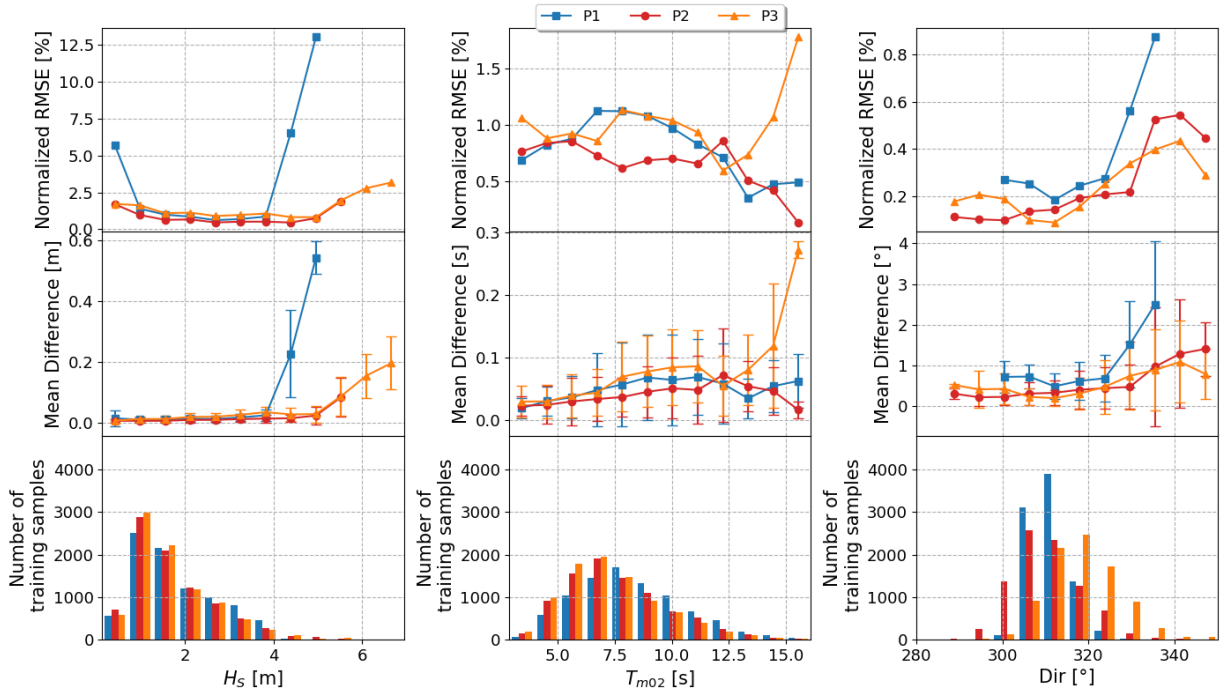 P1 P2 P3
Normalized RMSE [%]
12.5
10.0
7.5
5.0
2.5
0.0
Normalized RMSE [%]
1.5
1.0
0.5
Normalized RMSE [%]
0.8
0.6
0.4
0.2
Mean Difference [m]
0.6
0.4
0.2
0.0
Mean Difference [s]
0.3
0.2
0.1
0.0
Mean Difference [°]
4
3
2
1
0
Number of
training samples
4000
3000
2000
1000
0
2 4 6
H_S [m]
Number of
training samples
4000
3000
2000
1000
0
5.0 7.5 10.0 12.5 15.0
T_m02 [s]
Number of
training samples
4000
3000
2000
1000
0
280 300 320 340
Dir [°]